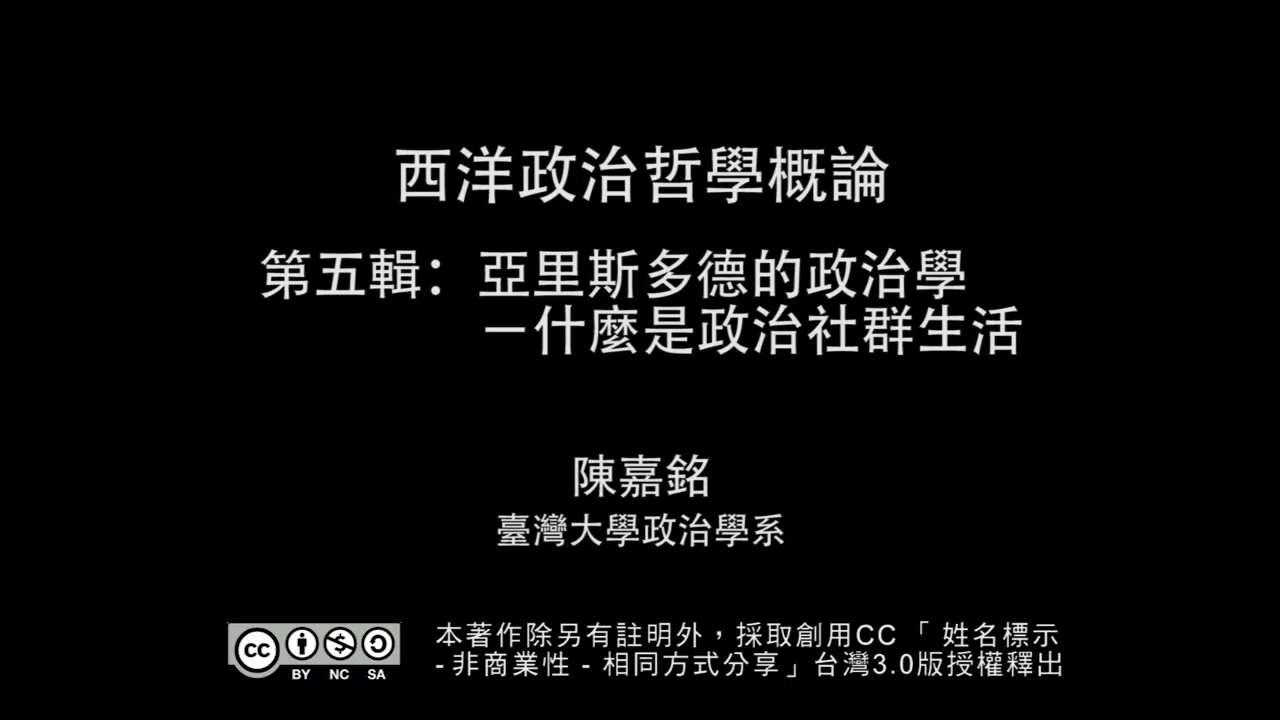 西洋政治哲學概論
第五輯：亞里斯多德的政治學
－什麼是政治社群生活
陳嘉銘
臺灣大學政治學系
cc
BY NC SA
本著作除另有註明外，採取創用CC「 姓名標示
- 非商業性 - 相同方式分享」台灣3.0版授權釋出